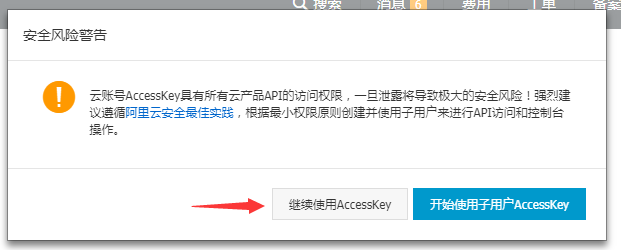 搜索 消息 6 费用 工单 备案
安全风险警告
云账号AccessKey具有所有云产品API的访问权限，一旦泄露将导致极大的安全风险！强烈建
议遵循阿里云安全最佳实践，根据最小权限原则创建并使用子用户来进行API访问和控制台
操作。
继续使用AccessKey 开始使用子用户AccessKey